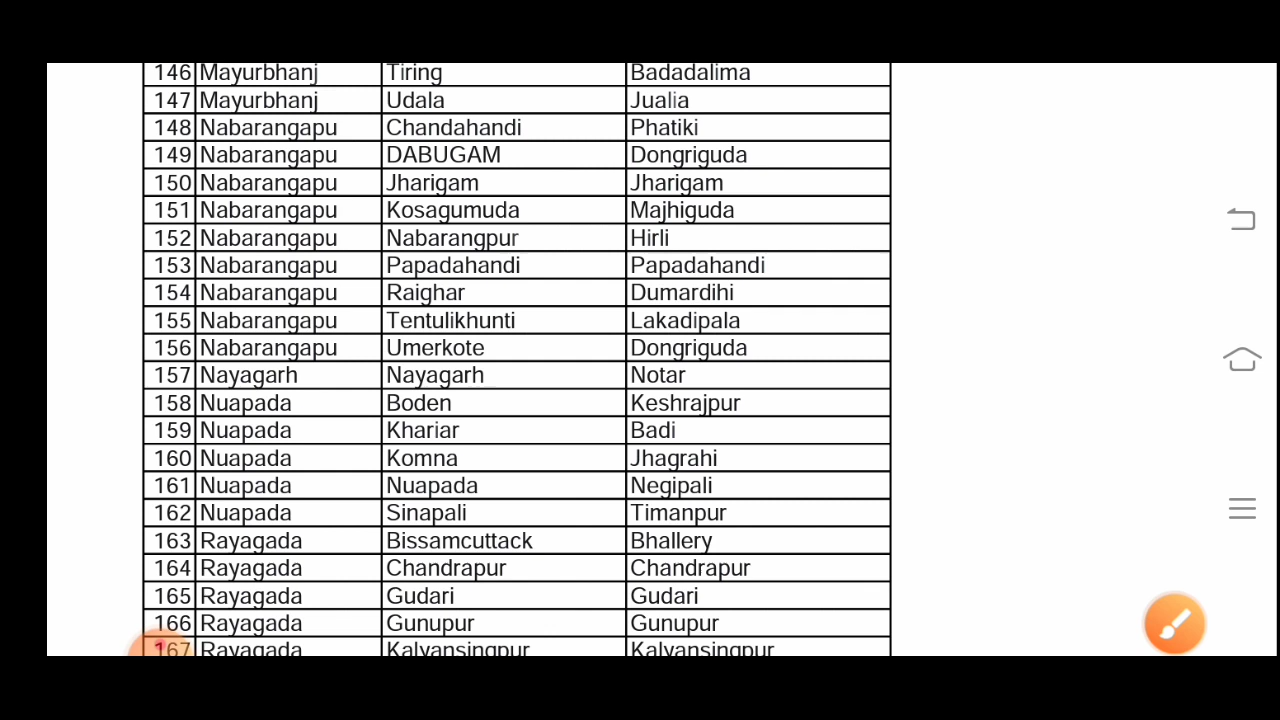 146 Mayurbhanj Tiring Badadalima
147 Mayurbhanj Udala Jualia
148 Nabarangapu Chandahandi Phatiki
149 Nabarangapu DABUGAM Dongriguda
150 Nabarangapu Jharigam Jharigam
151 Nabarangapu Kosagumuda Majhiguda
152 Nabarangapu Nabarangpur Hirli
153 Nabarangapu Papadahandi Papadahandi
154 Nabarangapu Raighar Dumardihi
155 Nabarangapu Tentulikhunti Lakadipala
156 Nabarangapu Umerkote Dongriguda
157 Nayagarh Nayagarh Notar
158 Nuapada Boden Keshrajpur
159 Nuapada Khariar Badi
160 Nuapada Komna Jhagrahi
161 Nuapada Nuapada Negipali
162 Nuapada Sinapali Timanpur
163 Rayagada Bissamcuttack Bhallery
164 Rayagada Chandrapur Chandrapur
165 Rayagada Gudari Gudari
166 Rayagada Gunupur Gunupur
167 Rayagada Kalyansingpur Kalyansingpur